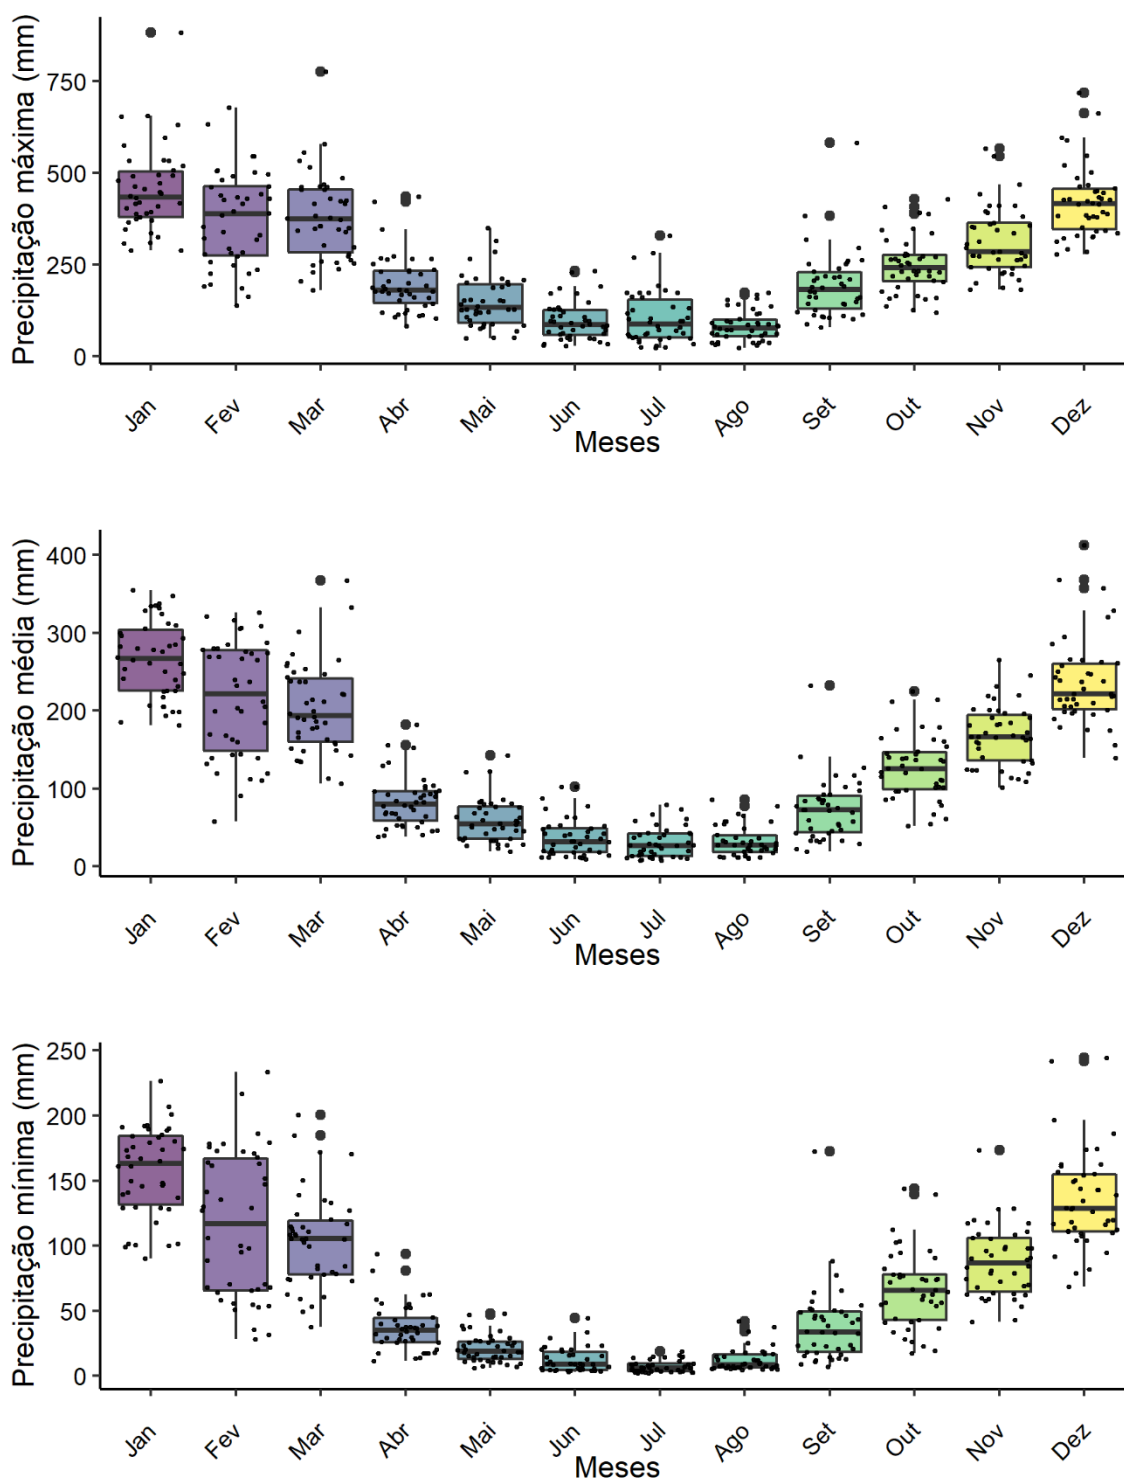 Precipitação máxima (mm)
750
500
250
0
Jan Fev Mar Abr Mai Jun Jul Ago Set Out Nov Dez
Meses
Precipitação média (mm)
400
300
200
100
0
Jan Fev Mar Abr Mai Jun Jul Ago Set Out Nov Dez
Meses
Precipitação mínima (mm)
250
200
150
100
50
0
Jan Fev Mar Abr Mai Jun Jul Ago Set Out Nov Dez
Meses